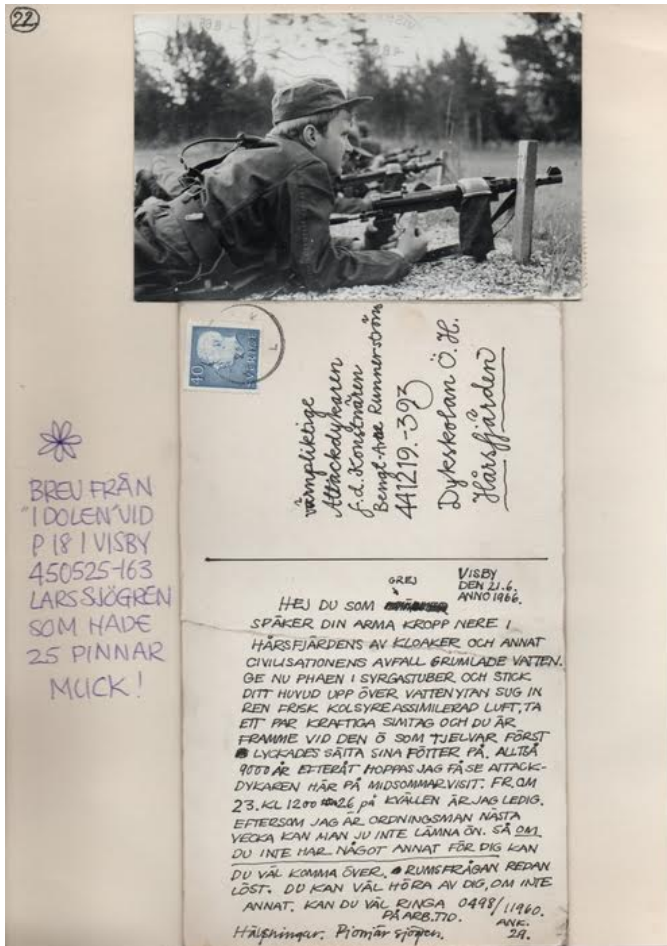 22
40
SVERIGE
värnpliktige
Attackdykaren
f.d. Konstnären
Bengt-Arne Runnerström
441219.-393
Dykskolan Ö.H.
Hårsfjärden
BREV FRÅN
"IDOLEN" VID
P 18 I VISBY
450525-163
LARS SJÖGREN
SOM HADE
25 PINNAR
MUCK!
VISBY
DEN 21.6.
ANNO 1966.
GREJ
HEJ DU SOM
SPÄKER DIN ARMA KROPP NERE I
HÅRSFJÄRDENS AV KLOAKER OCH ANNAT
CIVILISATIONENS AVFALL GRUMLADE VATTEN.
GE NU PHAEN I SYRGASTUBER OCH STICK
DITT HUVUD UPP ÖVER VATTENYTAN SUG IN
REN FRISK KOLSYREASSIMILERAD LUFT, TA
ETT PAR KRAFTIGA SIMTAG OCH DU ÄR
FRAMME VID DEN Ö SOM TJELVAR FÖRST
LYCKADES SÄTTA SINA FÖTTER PÅ. ALLTSÅ
9000 ÅR EFTERÅT HOPPAS JAG FÅ SE ATTACK-
DYKAREN HÄR PÅ MIDSOMMARVISIT. FR.OM
23. KL 1200 26 på KVÄLLEN ÄR JAG LEDIG.
EFTERSOM JAG ÄR ORDNINGSMAN NÄSTA
VECKA KAN MAN JU INTE LÄMNA ÖN. SÅ OM
DU INTE HAR NÅGOT ANNAT FÖR DIG KAN
DU VÄL KOMMA ÖVER. RUMSFRÅGAN REDAN
LÖST. DU KAN VÄL HÖRA AV DIG, OM INTE
ANNAT. KAN DU VÄL RINGA 0498/11960.
PÅ ARB.TID. ANK.
29.
Hälsningar. Pionjär Sjögren.